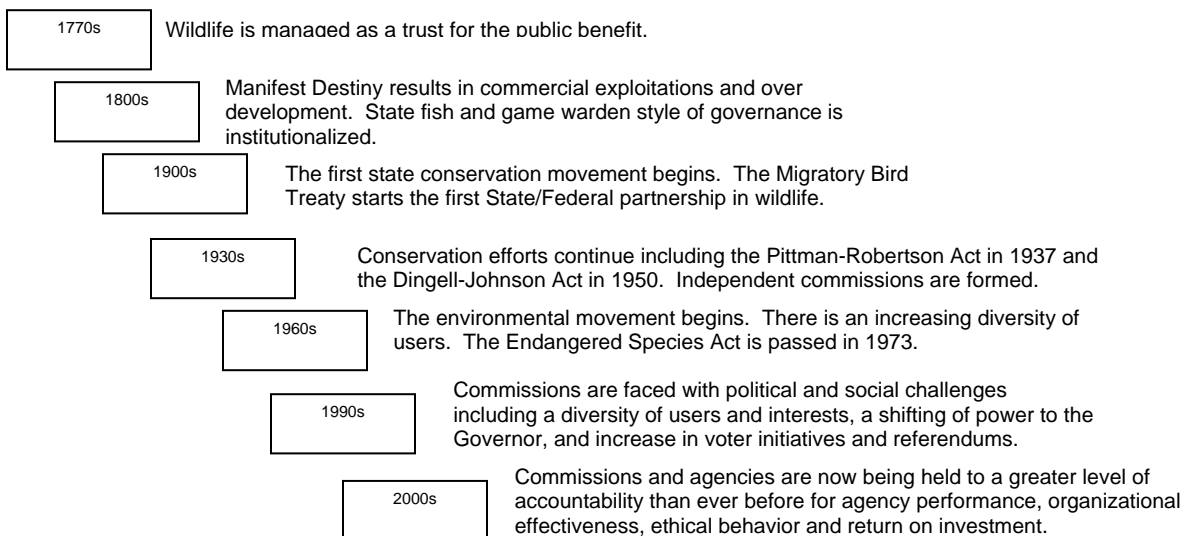 1770s
Wildlife is managed as a trust for the public benefit.
1800s
Manifest Destiny results in commercial exploitations and over
development. State fish and game warden style of governance is
institutionalized.
1900s
The first state conservation movement begins. The Migratory Bird
Treaty starts the first State/Federal partnership in wildlife.
1930s
Conservation efforts continue including the Pittman-Robertson Act in 1937 and
the Dingell-Johnson Act in 1950. Independent commissions are formed.
1960s
The environmental movement begins. There is an increasing diversity of
users. The Endangered Species Act is passed in 1973.
1990s
Commissions are faced with political and social challenges
including a diversity of users and interests, a shifting of power to the
Governor, and increase in voter initiatives and referendums.
2000s
Commissions and agencies are now being held to a greater level of
accountability than ever before for agency performance, organizational
effectiveness, ethical behavior and return on investment.